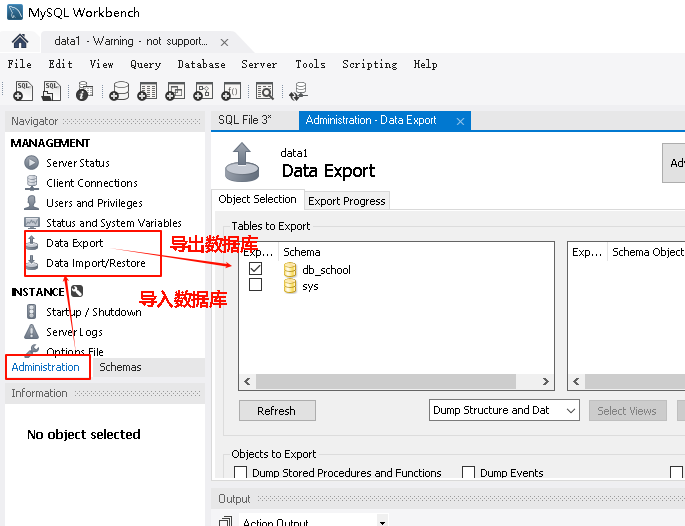 MySQL Workbench
data1 - Warning - not support...
File Edit View Query Database Server Tools Scripting Help
Navigator
MANAGEMENT
Server Status
Client Connections
Users and Privileges
Status and System Variables
Data Export
Data Import/Restore
INSTANCE
Startup / Shutdown
Server Logs
Options File
Administration Schemas
Information
No object selected
导出数据库
导入数据库
SQL File 3* Administration - Data Export
data1
Data Export
Adv
Object Selection Export Progress
Tables to Export
Exp... Schema
db_school
sys
Exp... Schema Object
Refresh Dump Structure and Dat Select Views
Objects to Export
Dump Stored Procedures and Functions Dump Events
Output
Action Output